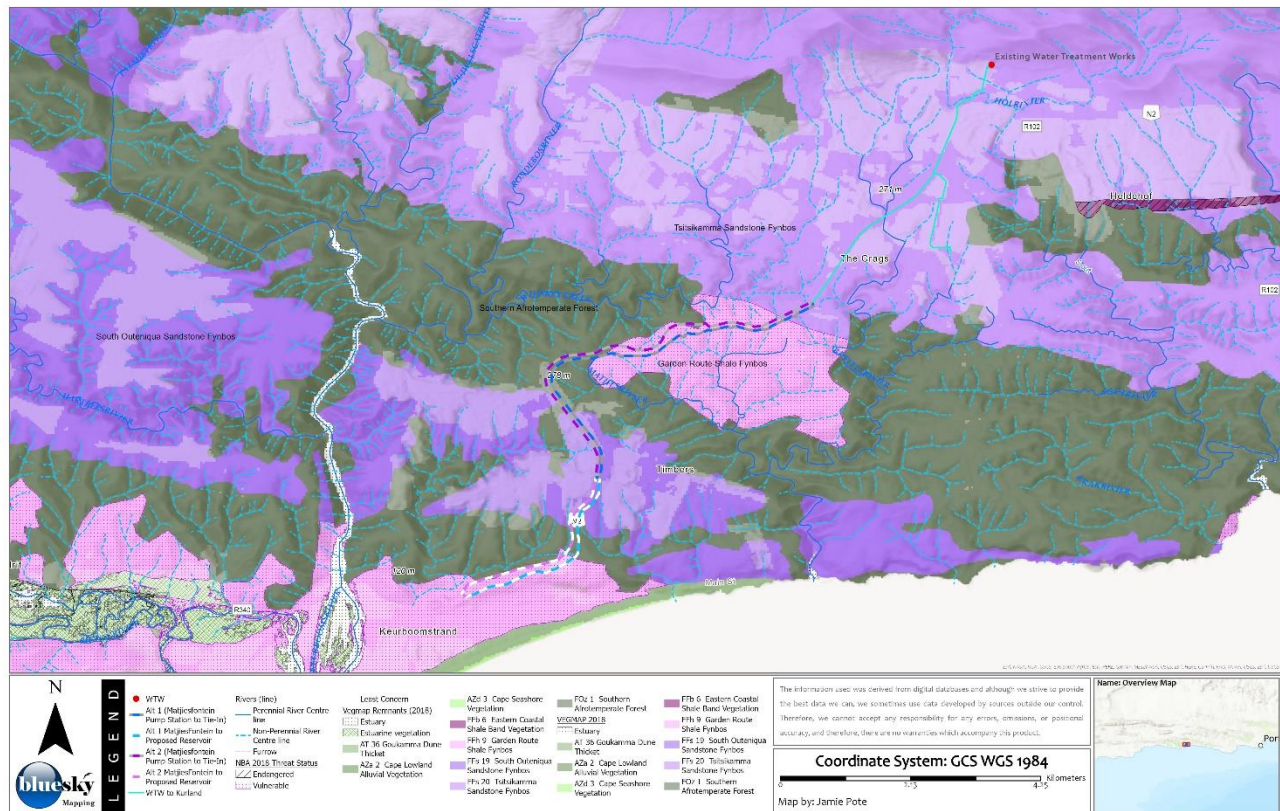 Existing Water Treatment Works
HOLRIVIER
N2
R102
271 m
Holdshof
Tsitsikamma Sandstone Fynbos
The Crags
R102
Southern Afrotemperate Forest
South Outeniqua Sandstone Fynbos
Garden Route Shale Fynbos
273 m
Timbers
N2
120 m
Main St
R340
Keurboomstrand
N
LEGEND
bluesky
Mapping
WTW
Alt 1 (Matjiesfontein
Pump Station to Tie-In)
Alt 1 Matjiesfontein to
Proposed Reservoir
Alt 2 (Matjiesfontein
Pump Station to Tie-In)
Alt 2 Matjiesfontein to
Proposed Reservoir
WTW to Kurland
Rivers (line)
Perennial River Centre
line
Non-Perennial River
Centre line
Furrow
NBA 2018 Threat Status
Endangered
Vulnerable
Least Concern
Vegmap Remnants (2018)
Estuary
Estuarine vegetation
AT 36 Goukamma Dune
Thicket
AZa 2 Cape Lowland
Alluvial Vegetation
AZd 3 Cape Seashore
Vegetation
FFb 6 Eastern Coastal
Shale Band Vegetation
FFh 9 Garden Route
Shale Fynbos
FFs 19 South Outeniqua
Sandstone Fynbos
FFs 20 Tsitsikamma
Sandstone Fynbos
FOz 1 Southern
Afrotemperate Forest
VEGMAP 2018
Estuary
AT 36 Goukamma Dune
Thicket
AZa 2 Cape Lowland
Alluvial Vegetation
AZd 3 Cape Seashore
Vegetation
FFb 6 Eastern Coastal
Shale Band Vegetation
FFh 9 Garden Route
Shale Fynbos
FFs 19 South Outeniqua
Sandstone Fynbos
FFs 20 Tsitsikamma
Sandstone Fynbos
FOz 1 Southern
Afrotemperate Forest
The information used was derived from digital databases and although we strive to provide
the best data we can, we sometimes use data developed by sources outside our control.
Therefore, we cannot accept any responsibility for any errors, omissions, or positional
accuracy, and therefore, there are no warranties which accompany this product.
Coordinate System: GCS WGS 1984
Kilometers
Map by: Jamie Pote
Name: Overview Map
Port